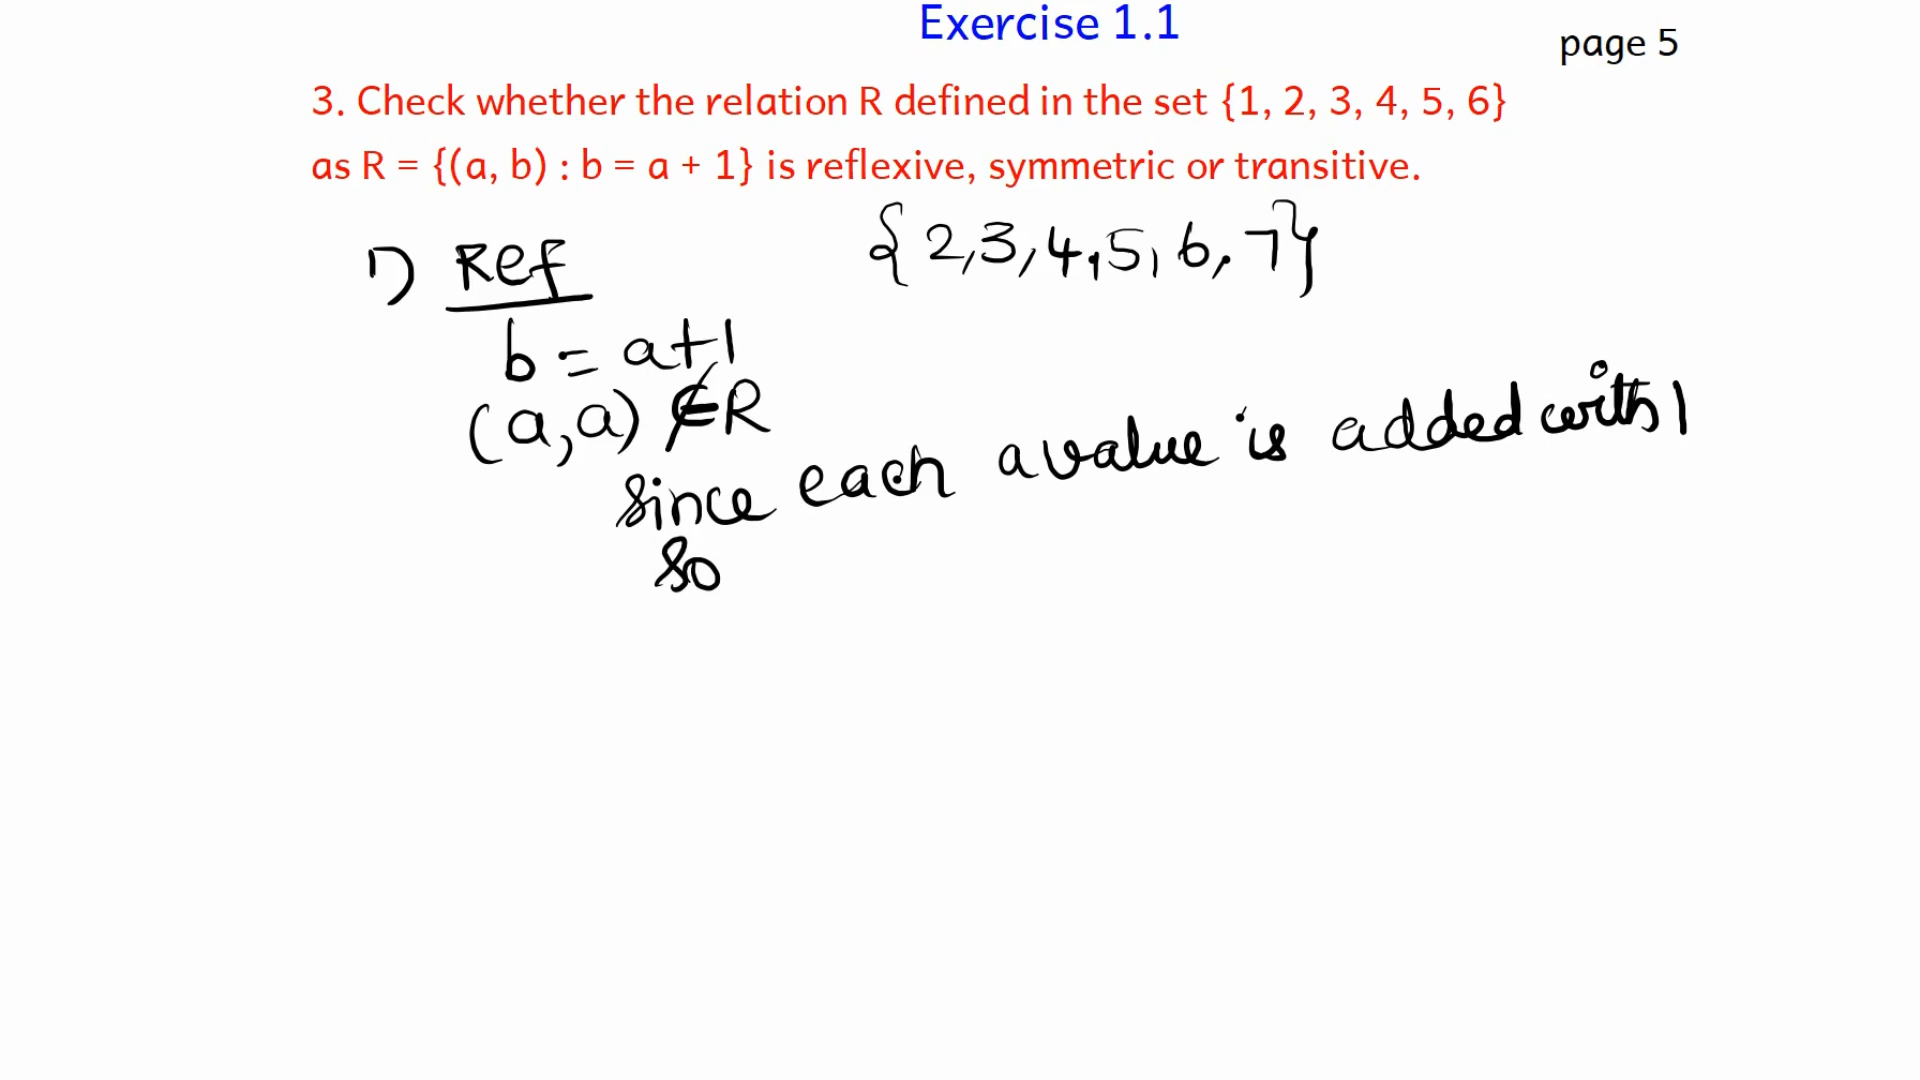 Exercise 1.1
page 5
3. Check whether the relation R defined in the set {1, 2, 3, 4, 5, 6}
as R = {(a, b) : b = a + 1} is reflexive, symmetric or transitive.
1) Ref
{2,3,4,5,6,7}
b = a+1
(a,a) ∉ R
since each a value is added with 1
So